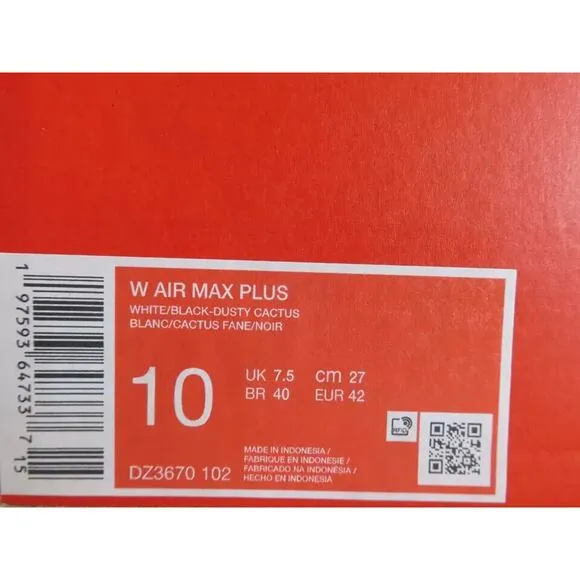 W AIR MAX PLUS
WHITE/BLACK-DUSTY CACTUS
BLANC/CACTUS FANE/NOIR
10
UK 7.5 cm 27
BR 40 EUR 42
RFID
DZ3670 102
MADE IN INDONESIA/
FABRIQUE EN INDONESIE/
FABRICADO NA INDONÉSIA/
HECHO EN INDONESIA
1 97593 64733 7 15